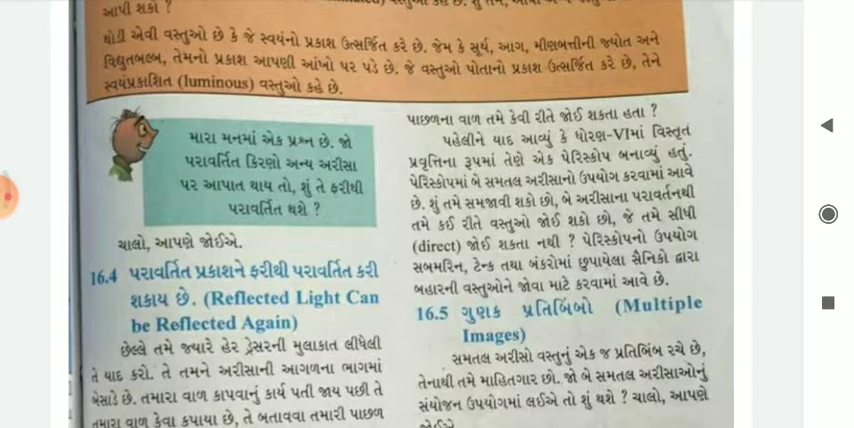 આપી શકો ?
થોડી એવી વસ્તુઓ છે કે જે સ્વયંનો પ્રકાશ ઉત્સર્જિત કરે છે. જેમ કે સૂર્ય, આગ, મીણબત્તીની જ્યોત અને
વિદ્યુતબલ્બ, તેમનો પ્રકાશ આપણી આંખો પર પડે છે. જે વસ્તુઓ પોતાનો પ્રકાશ ઉત્સર્જિત કરે છે, તેને
સ્વયંપ્રકાશિત (luminous) વસ્તુઓ કહે છે.
મારા મનમાં એક પ્રશ્ન છે. જો
પરાવર્તિત કિરણો અન્ય અરીસા
પર આપાત થાય તો, શું તે ફરીથી
પરાવર્તિત થશે ?
ચાલો, આપણે જોઈએ.
16.4 પરાવર્તિત પ્રકાશને ફરીથી પરાવર્તિત કરી
શકાય છે. (Reflected Light Can
be Reflected Again)
છેલ્લે તમે જ્યારે હેર ડ્રેસરની મુલાકાત લીધેલી
તે યાદ કરો. તે તમને અરીસાની આગળના ભાગમાં
બેસાડે છે. તમારા વાળ કાપવાનું કાર્ય પતી જાય પછી તે
તમારા વાળ કેવા કપાયા છે, તે બતાવવા તમારી પાછળ
પાછળના વાળ તમે કેવી રીતે જોઈ શકતા હતા ?
પહેલીને યાદ આવ્યું કે ધોરણ-VIમાં વિસ્તૃત
પ્રવૃત્તિના રૂપમાં તેણે એક પેરિસ્કોપ બનાવ્યું હતું.
પેરિસ્કોપમાં બે સમતલ અરીસાનો ઉપયોગ કરવામાં આવે
છે. શું તમે સમજાવી શકો છો, બે અરીસાના પરાવર્તનથી
તમે કઈ રીતે વસ્તુઓ જોઈ શકો છો, જે તમે સીધી
(direct) જોઈ શકતા નથી ? પેરિસ્કોપનો ઉપયોગ
સબમરિન, ટેન્ક તથા બંકરોમાં છુપાયેલા સૈનિકો દ્વારા
બહારની વસ્તુઓને જોવા માટે કરવામાં આવે છે.
16.5 ગુણક પ્રતિબિંબો (Multiple
Images)
સમતલ અરીસો વસ્તુનું એક જ પ્રતિબિંબ રચે છે,
તેનાથી તમે માહિતગાર છો. જો બે સમતલ અરીસાઓનું
સંયોજન ઉપયોગમાં લઈએ તો શું થશે ? ચાલો, આપણે